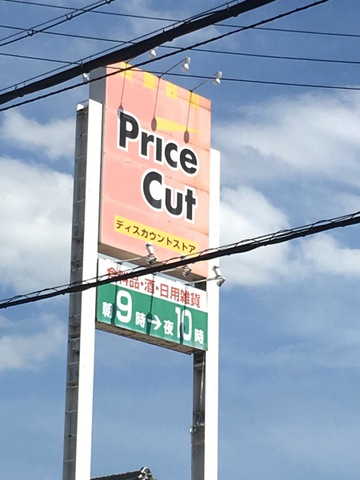 Price
Cut
ディスカウントストア
食料品・酒・日用雑貨
朝9時→夜10時